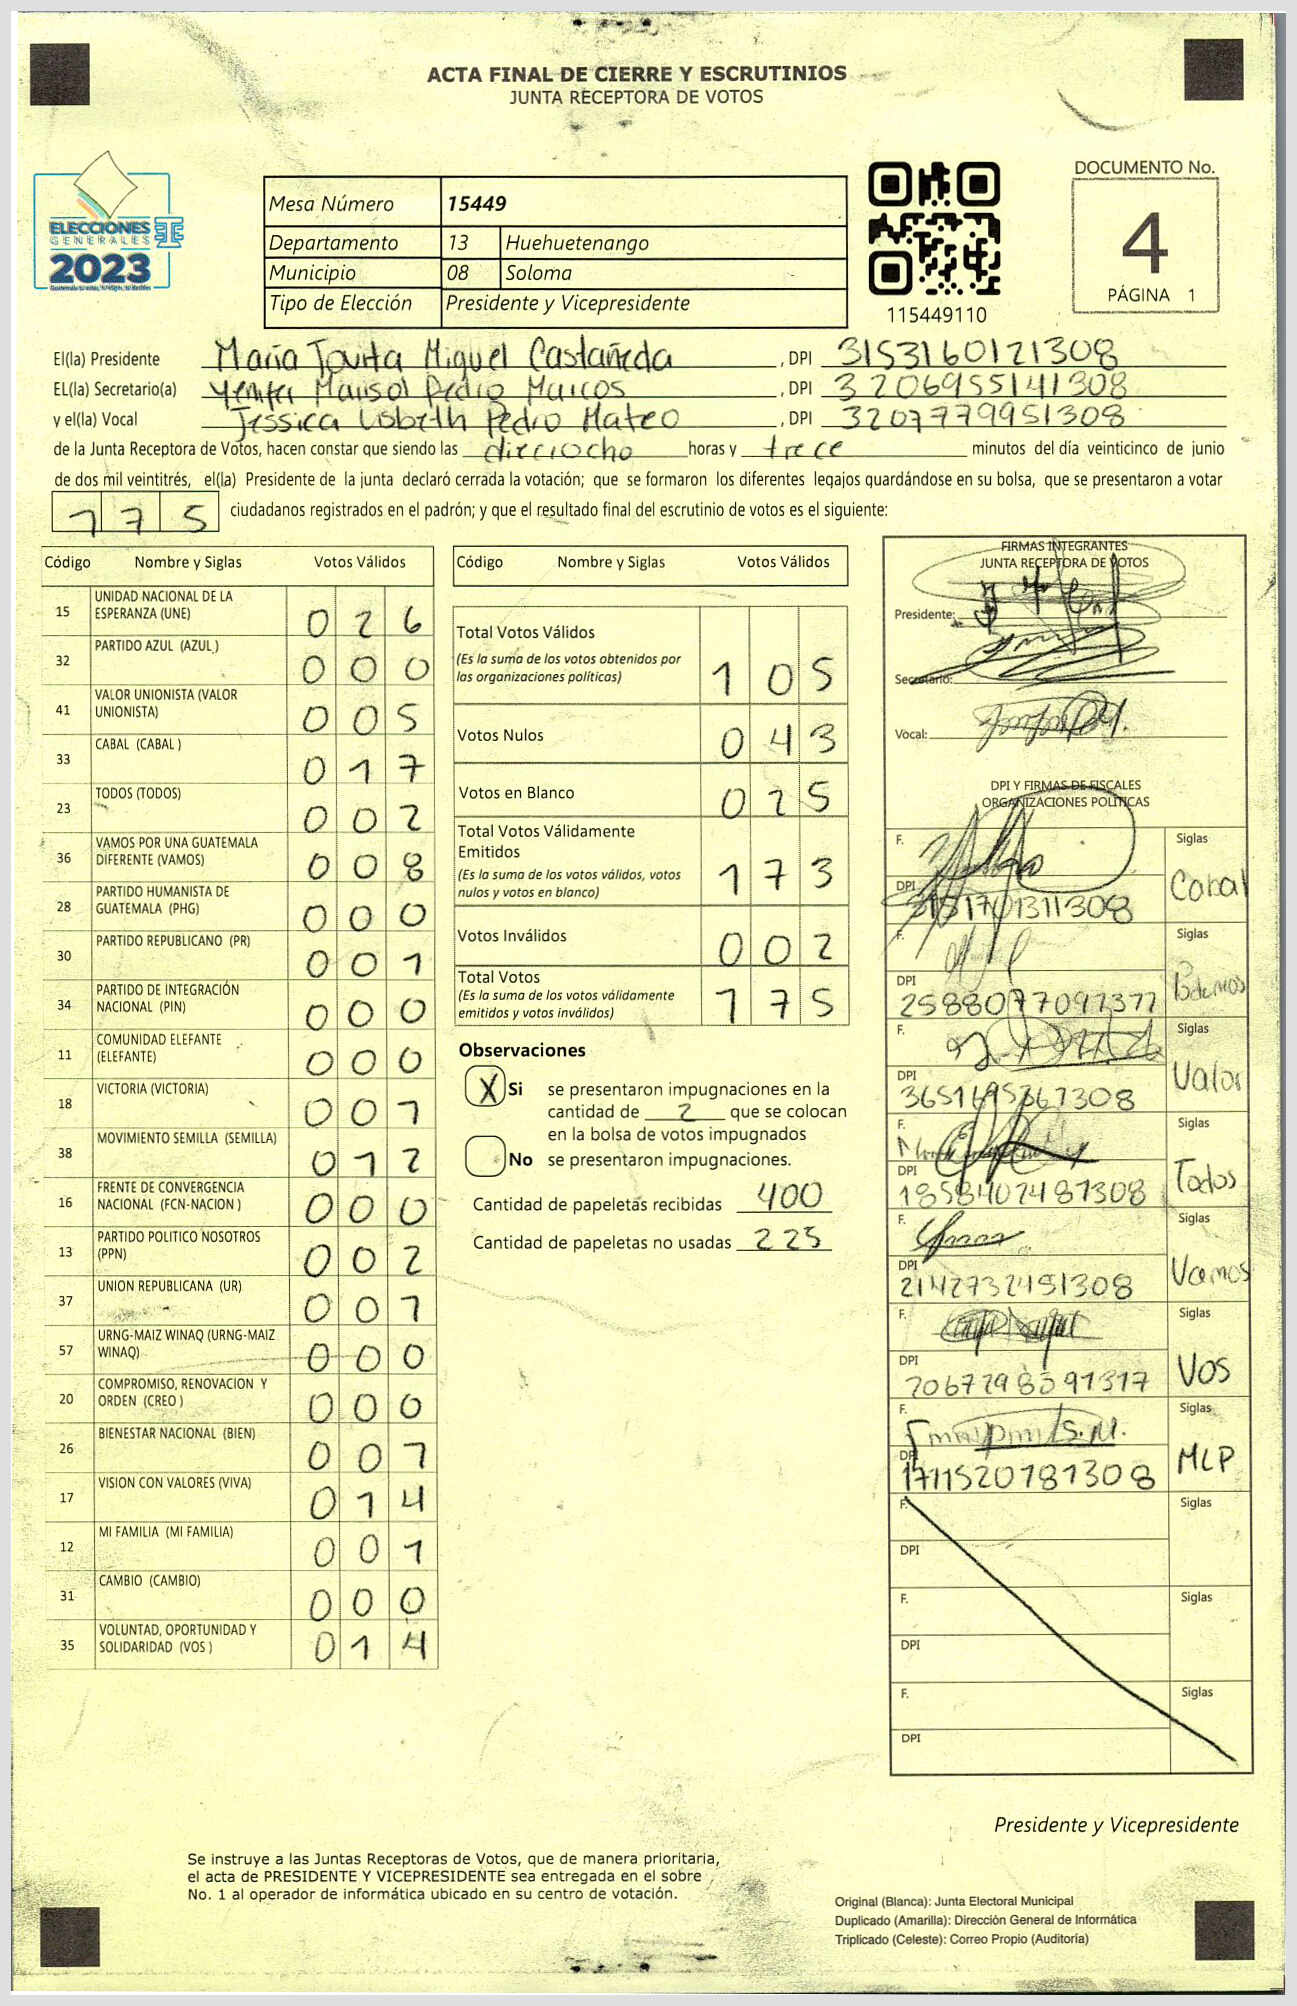 ACTA FINAL DE CIERRE Y ESCRUTINIOS
JUNTA RECEPTORA DE VOTOS
ELECCIONES
GENERALES
2023
Mesa Número 15449
Departamento 13 Huehuetenango
Municipio 08 Soloma
Tipo de Elección Presidente y Vicepresidente
115449110
DOCUMENTO No.
4
PÁGINA 1
El(la) Presidente María Tovita Miguel Castañeda, DPI 3153160121308
EL(la) Secretario(a) Yenifer Marisol Pedro Marcos, DPI 3206955141308
y el(la) Vocal Jessica Lisbeth Pedro Mateo, DPI 3207779951308
de la Junta Receptora de Votos, hacen constar que siendo las dieciocho horas y trece minutos del día veinticinco de junio
de dos mil veintitrés, el(la) Presidente de la junta declaró cerrada la votación; que se formaron los diferentes legajos guardándose en su bolsa, que se presentaron a votar
175 ciudadanos registrados en el padrón; y que el resultado final del escrutinio de votos es el siguiente:
Código Nombre y Siglas Votos Válidos
15 UNIDAD NACIONAL DE LA ESPERANZA (UNE) 026
32 PARTIDO AZUL (AZUL) 000
41 VALOR UNIONISTA (VALOR UNIONISTA) 005
33 CABAL (CABAL) 017
23 TODOS (TODOS) 002
36 VAMOS POR UNA GUATEMALA DIFERENTE (VAMOS) 008
28 PARTIDO HUMANISTA DE GUATEMALA (PHG) 000
30 PARTIDO REPUBLICANO (PR) 001
34 PARTIDO DE INTEGRACIÓN NACIONAL (PIN) 000
11 COMUNIDAD ELEFANTE (ELEFANTE) 000
18 VICTORIA (VICTORIA) 001
38 MOVIMIENTO SEMILLA (SEMILLA) 012
16 FRENTE DE CONVERGENCIA NACIONAL (FCN-NACION) 000
13 PARTIDO POLITICO NOSOTROS (PPN) 002
37 UNION REPUBLICANA (UR) 001
57 URNG-MAIZ WINAQ (URNG-MAIZ WINAQ) 000
20 COMPROMISO, RENOVACION Y ORDEN (CREO) 000
26 BIENESTAR NACIONAL (BIEN) 001
17 VISION CON VALORES (VIVA) 014
12 MI FAMILIA (MI FAMILIA) 001
31 CAMBIO (CAMBIO) 000
35 VOLUNTAD, OPORTUNIDAD Y SOLIDARIDAD (VOS) 014
Código Nombre y Siglas Votos Válidos
Total Votos Válidos 105
(Es la suma de los votos obtenidos por
las organizaciones políticas)
Votos Nulos 043
Votos en Blanco 025
Total Votos Válidamente
Emitidos 173
(Es la suma de los votos válidos, votos
nulos y votos en blanco)
Votos Inválidos 002
Total Votos 175
(Es la suma de los votos válidamente
emitidos y votos inválidos)
Observaciones
X Si se presentaron impugnaciones en la
cantidad de 2 que se colocan
en la bolsa de votos impugnados
No se presentaron impugnaciones.
Cantidad de papeletas recibidas 400
Cantidad de papeletas no usadas 225
FIRMAS INTEGRANTES
JUNTA RECEPTORA DE VOTOS
Presidente:
Secretario:
Vocal:
DPI Y FIRMAS DE FISCALES
ORGANIZACIONES POLITICAS
F. Siglas
DPI Cabal
F. Siglas
DPI Podemos
F. Siglas
DPI Valor
F. Siglas
DPI Todos
F. Siglas
DPI Vamos
F. Siglas
DPI VOS
F. Siglas
DPI MLP
F. Siglas
DPI
F. Siglas
DPI
F. Siglas
DPI
Presidente y Vicepresidente
Se instruye a las Juntas Receptoras de Votos, que de manera prioritaria,
el acta de PRESIDENTE Y VICEPRESIDENTE sea entregada en el sobre
No. 1 al operador de informática ubicado en su centro de votación.
Original (Blanca): Junta Electoral Municipal
Duplicado (Amarilla): Dirección General de Informática
Triplicado (Celeste): Correo Propio (Auditoría)